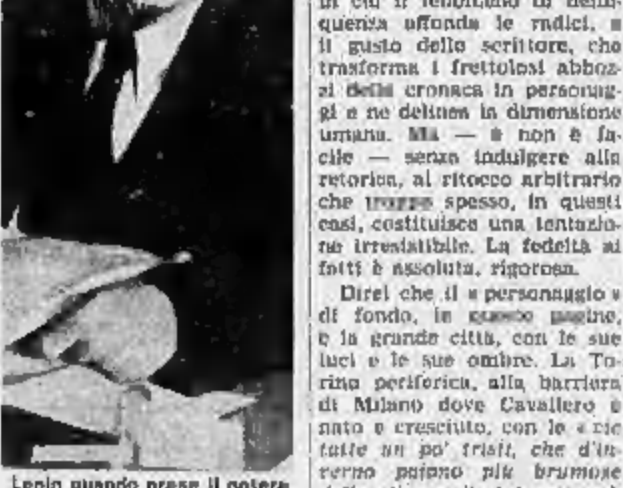 quenza affonda le radici, e
il gusto dello scrittore, che
trasforma i frettolosi abboz-
zi della cronaca in personag-
gi e ne delinea in dimensione
umana. Ma — e non è fa-
cile — senza indulgere alla
retorica, al ritocco arbitrario
che troppo spesso, in questi
casi, costituisce una tentazio-
ne irresistibile. La fedeltà ai
fatti è assoluta, rigorosa.
Direi che il « personaggio »
di fondo, in queste pagine,
è la grande città, con le sue
luci e le sue ombre. La To-
rino periferica, alla barriera
di Milano dove Cavallero è
nato e cresciuto, con le « vie
tutte un po' tristi, che d'in-
verno paiono più brumose
Lenin quando prese il potere